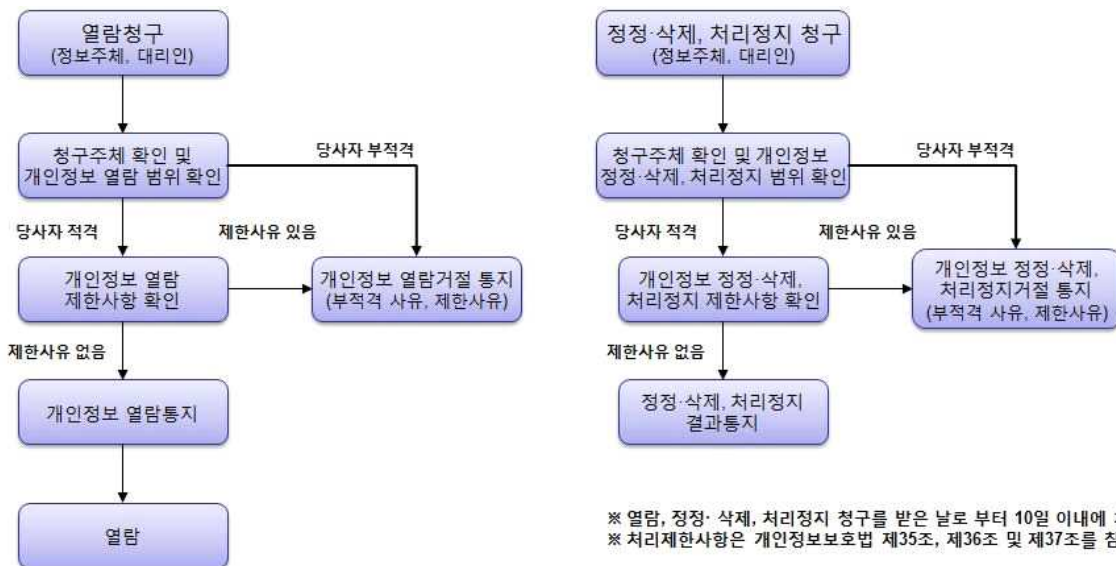 열람청구
(정보주체, 대리인)
청구주체 확인 및
개인정보 열람 범위 확인
당사자 부적격
당사자 적격
제한사유 있음
개인정보 열람
제한사항 확인
개인정보 열람거절 통지
(부적격 사유, 제한사유)
제한사유 없음
개인정보 열람통지
열람
정정·삭제, 처리정지 청구
(정보주체, 대리인)
청구주체 확인 및 개인정보
정정·삭제, 처리정지 범위 확인
당사자 부적격
당사자 적격
제한사유 있음
개인정보 정정·삭제,
처리정지 제한사항 확인
개인정보 정정·삭제,
처리정지거절 통지
(부적격 사유, 제한사유)
제한사유 없음
정정·삭제, 처리정지
결과통지
※ 열람, 정정· 삭제, 처리정지 청구를 받은 날로 부터 10일 이내에
※ 처리제한사항은 개인정보보호법 제35조, 제36조 및 제37조를